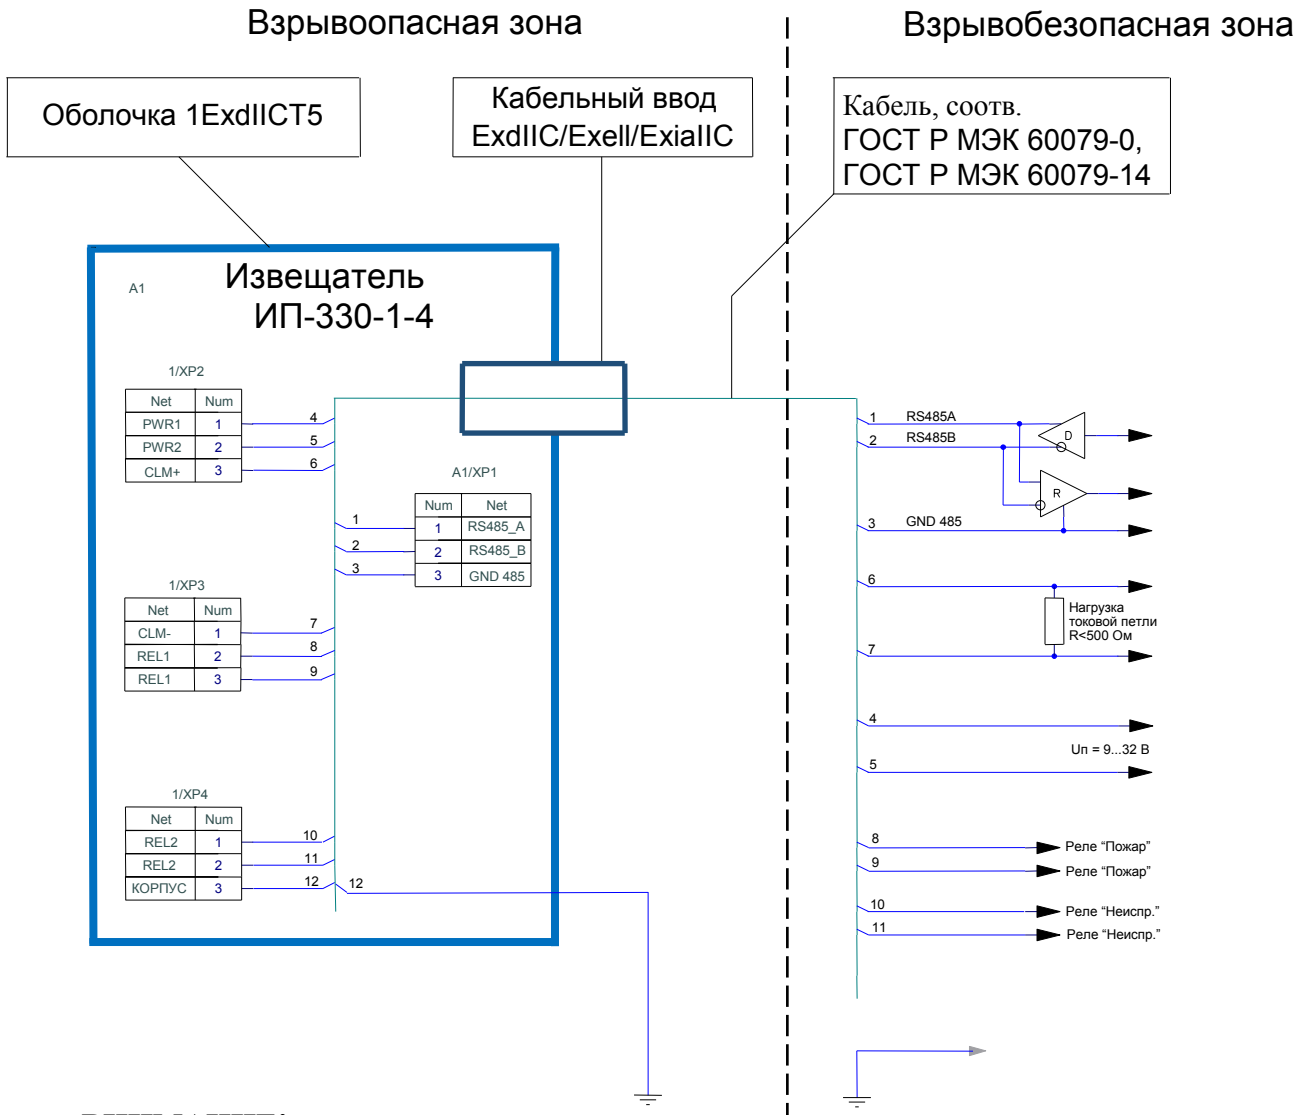 Взрывоопасная зона
Взрывобезопасная зона
Оболочка 1ExdIICT5
Кабельный ввод
ExdIIC/ExeII/ExiaIIC
Кабель, соотв.
ГОСТ Р МЭК 60079-0,
ГОСТ Р МЭК 60079-14
A1
Извещатель
ИП-330-1-4
1/XP2
Net Num
PWR1 1 4
PWR2 2 5
CLM+ 3 6
A1/XP1
Num Net
1 1 RS485_A
2 2 RS485_B
3 3 GND 485
1/XP3
Net Num
CLM- 1 7
REL1 2 8
REL1 3 9
1/XP4
Net Num
REL2 1 10
REL2 2 11
КОРПУС 3 12 12
1 RS485A
D
2 RS485B
R
3 GND 485
6
Нагрузка
токовой петли
R<500 Ом
7
4
Uп = 9...32 В
5
8 Реле “Пожар”
9 Реле “Пожар”
10 Реле “Неиспр.”
11 Реле “Неиспр.”